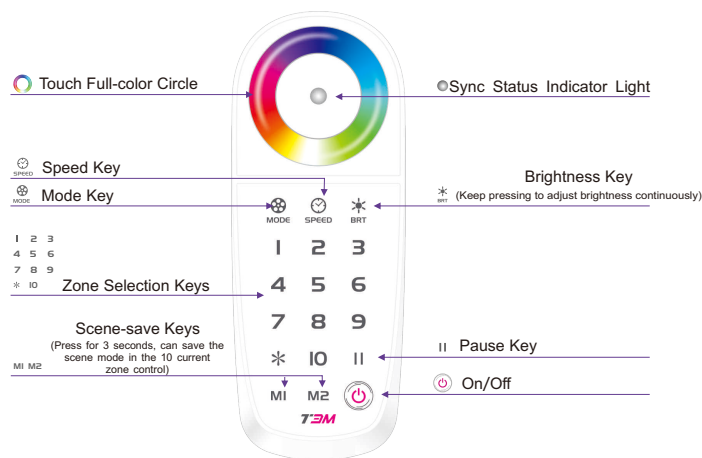 Touch Full-color Circle
Sync Status Indicator Light
SPEED Speed Key
MODE Mode Key
Brightness Key
BRT (Keep pressing to adjust brightness continuously)
MODE SPEED BRT
1 2 3
4 5 6
7 8 9
* 10
Zone Selection Keys
1 2 3
4 5 6
7 8 9
* 10 II
M1 M2
Scene-save Keys
(Press for 3 seconds, can save the
scene mode in the 10 current
zone control)
M1 M2
II Pause Key
On/Off
T3M